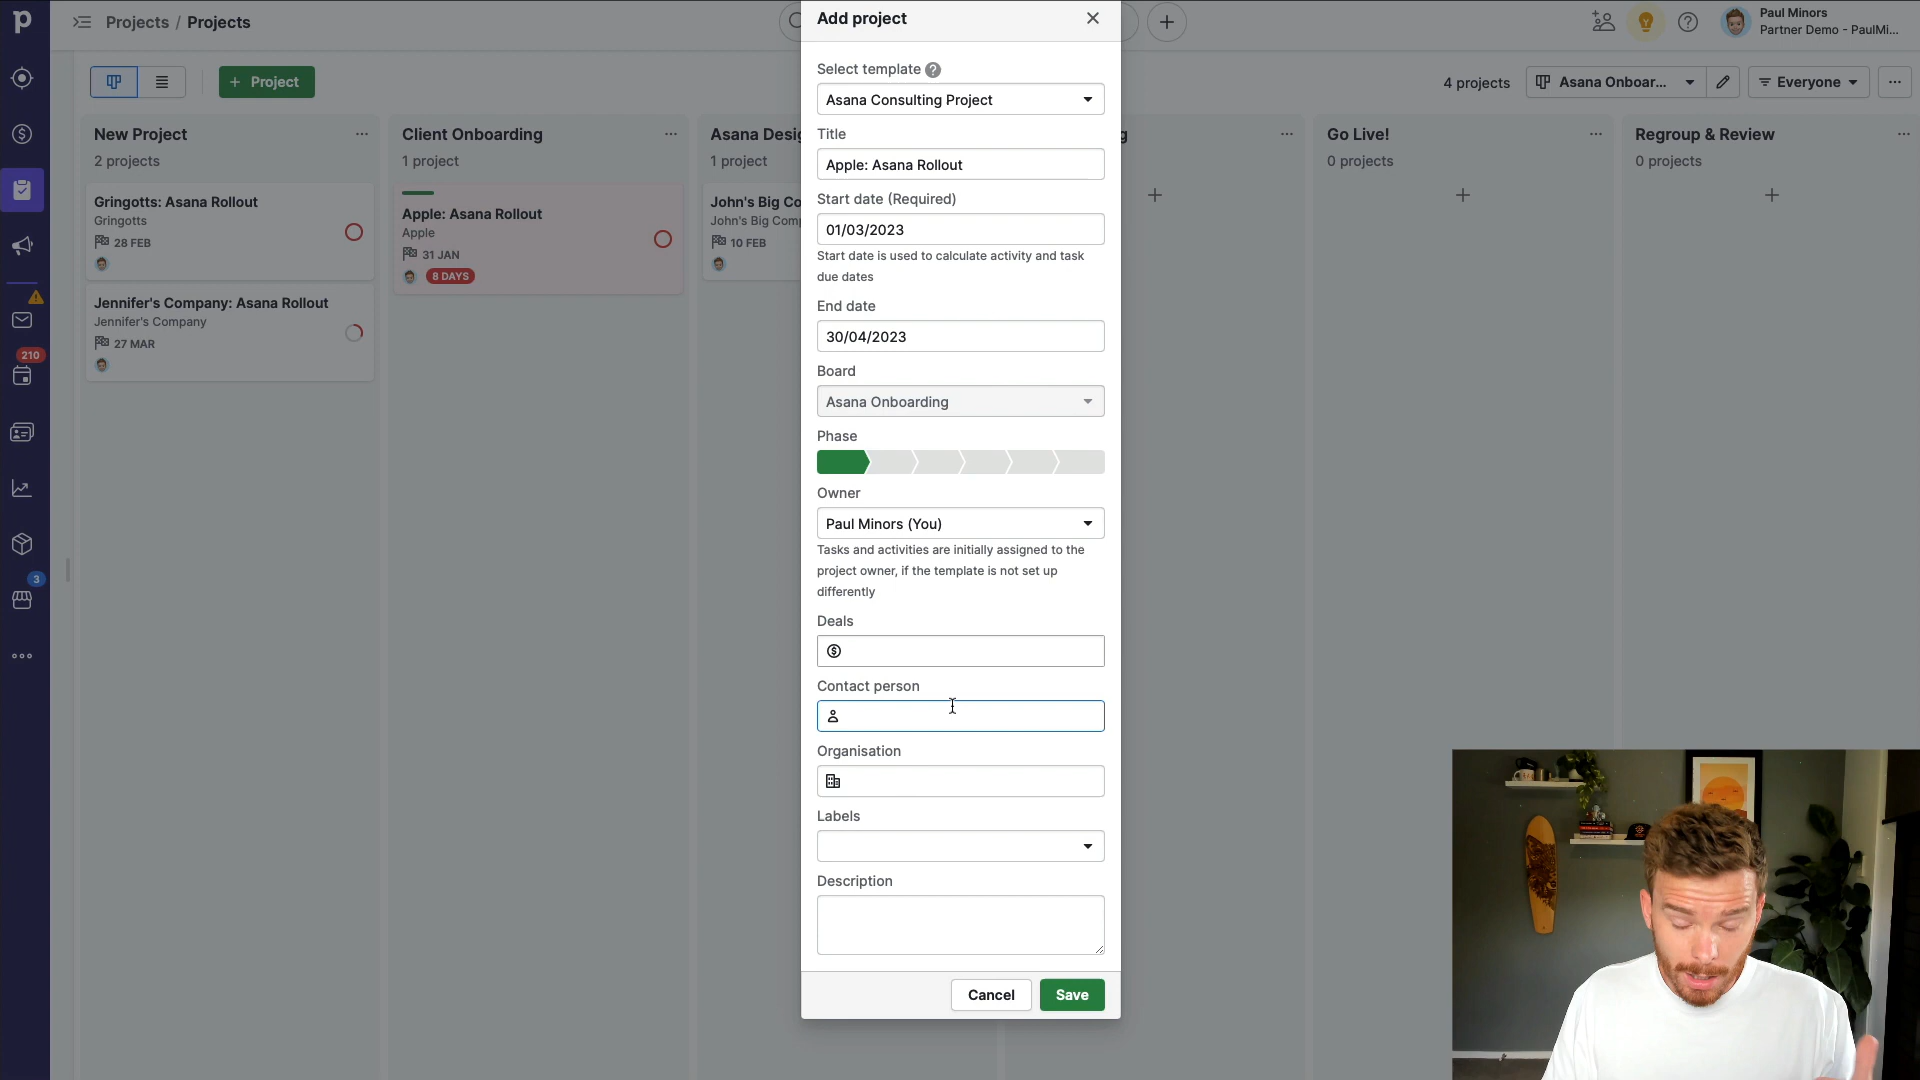 Projects / Projects
Add project
Paul Minors
Partner Demo - PaulMi...
Project
4 projects
Asana Onboar...
Everyone
New Project
2 projects
Gringotts: Asana Rollout
Gringotts
28 FEB
Jennifer's Company: Asana Rollout
Jennifer's Company
27 MAR
Client Onboarding
1 project
Apple: Asana Rollout
Apple
31 JAN
8 DAYS
Asana Desig
1 project
John's Big Co
John's Big Comp
10 FEB
Go Live!
0 projects
Regroup & Review
0 projects
210
3
Select template
Asana Consulting Project
Title
Apple: Asana Rollout
Start date (Required)
01/03/2023
Start date is used to calculate activity and task
due dates
End date
30/04/2023
Board
Asana Onboarding
Phase
Owner
Paul Minors (You)
Tasks and activities are initially assigned to the
project owner, if the template is not set up
differently
Deals
Contact person
Organisation
Labels
Description
Cancel
Save